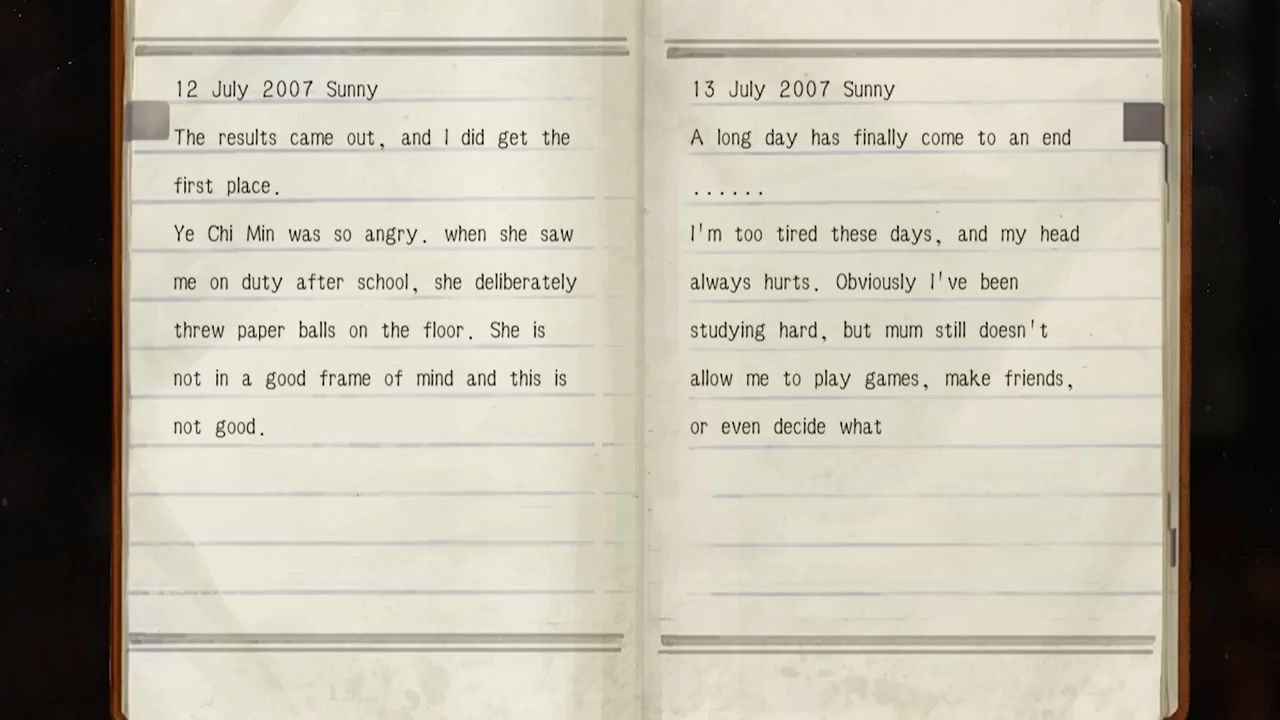 12 July 2007 Sunny
The results came out, and I did get the
first place.
Ye Chi Min was so angry. when she saw
me on duty after school, she deliberately
threw paper balls on the floor. She is
not in a good frame of mind and this is
not good.
13 July 2007 Sunny
A long day has finally come to an end
......
I'm too tired these days, and my head
always hurts. Obviously I've been
studying hard, but mum still doesn't
allow me to play games, make friends,
or even decide what